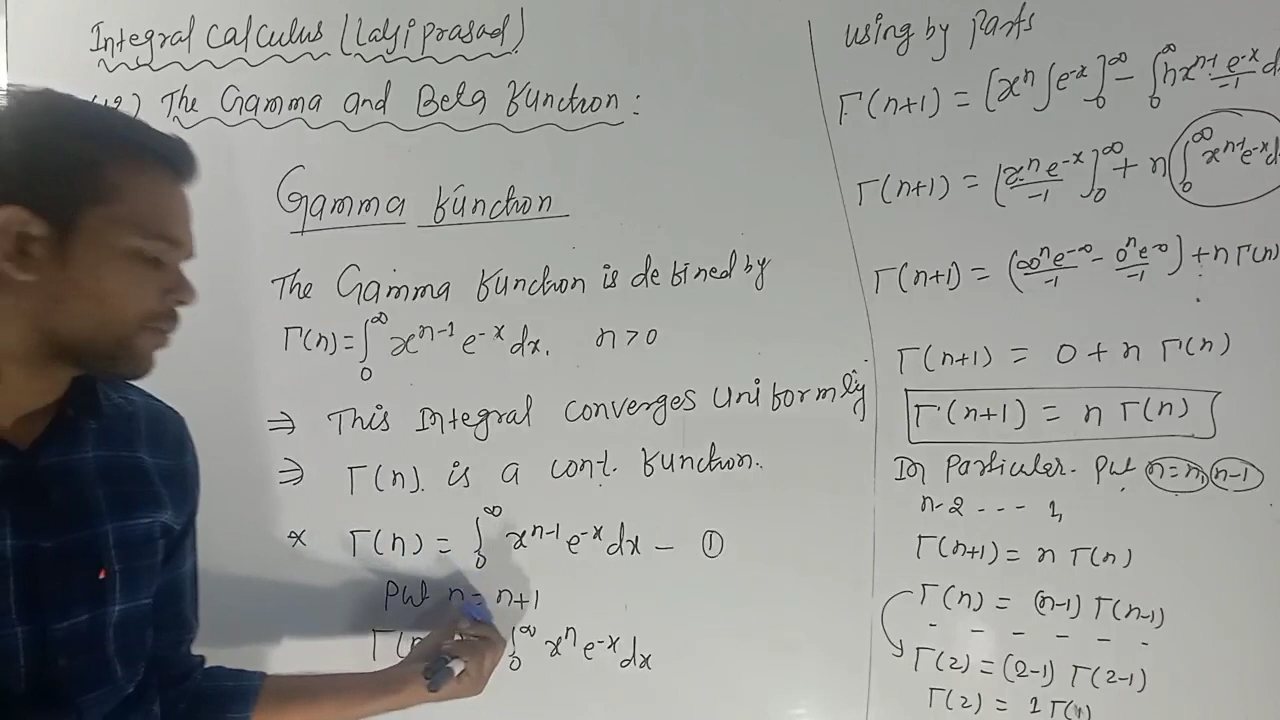 Integral Calculus (Lalji prasad)
The Gamma and Beta Function:
Gamma Function
The Gamma Function is defined by
Γ(n) = ∫₀^∞ x^{n-1} e^{-x} dx, n > 0
⇒ This Integral converges Uniformly
⇒ Γ(n) is a cont. Function.
* Γ(n) = ∫₀^∞ x^{n-1} e^{-x} dx — ①
Put n = n+1
∫₀^∞ x^n e^{-x} dx
using by Parts
Γ(n+1) = [x^n ∫e^{-x}]₀^∞ - ∫₀^∞ n x^{n-1} · e^{-x}/-1 d
Γ(n+1) = [x^n e^{-x}/-1]₀^∞ + n ∫₀^∞ x^{n-1} e^{-x} d
Γ(n+1) = [∞^n e^{-∞}/-1 - 0^n e^{-0}/-1] + n Γ(n)
Γ(n+1) = 0 + n Γ(n)
Γ(n+1) = n Γ(n)
In Particular. Put n=n, n-1
n-2 --- 1,
Γ(n+1) = n Γ(n)
Γ(n) = (n-1) Γ(n-1)
- - - - - -
Γ(2) = (2-1) Γ(2-1)
Γ(2) = 1 Γ(1)